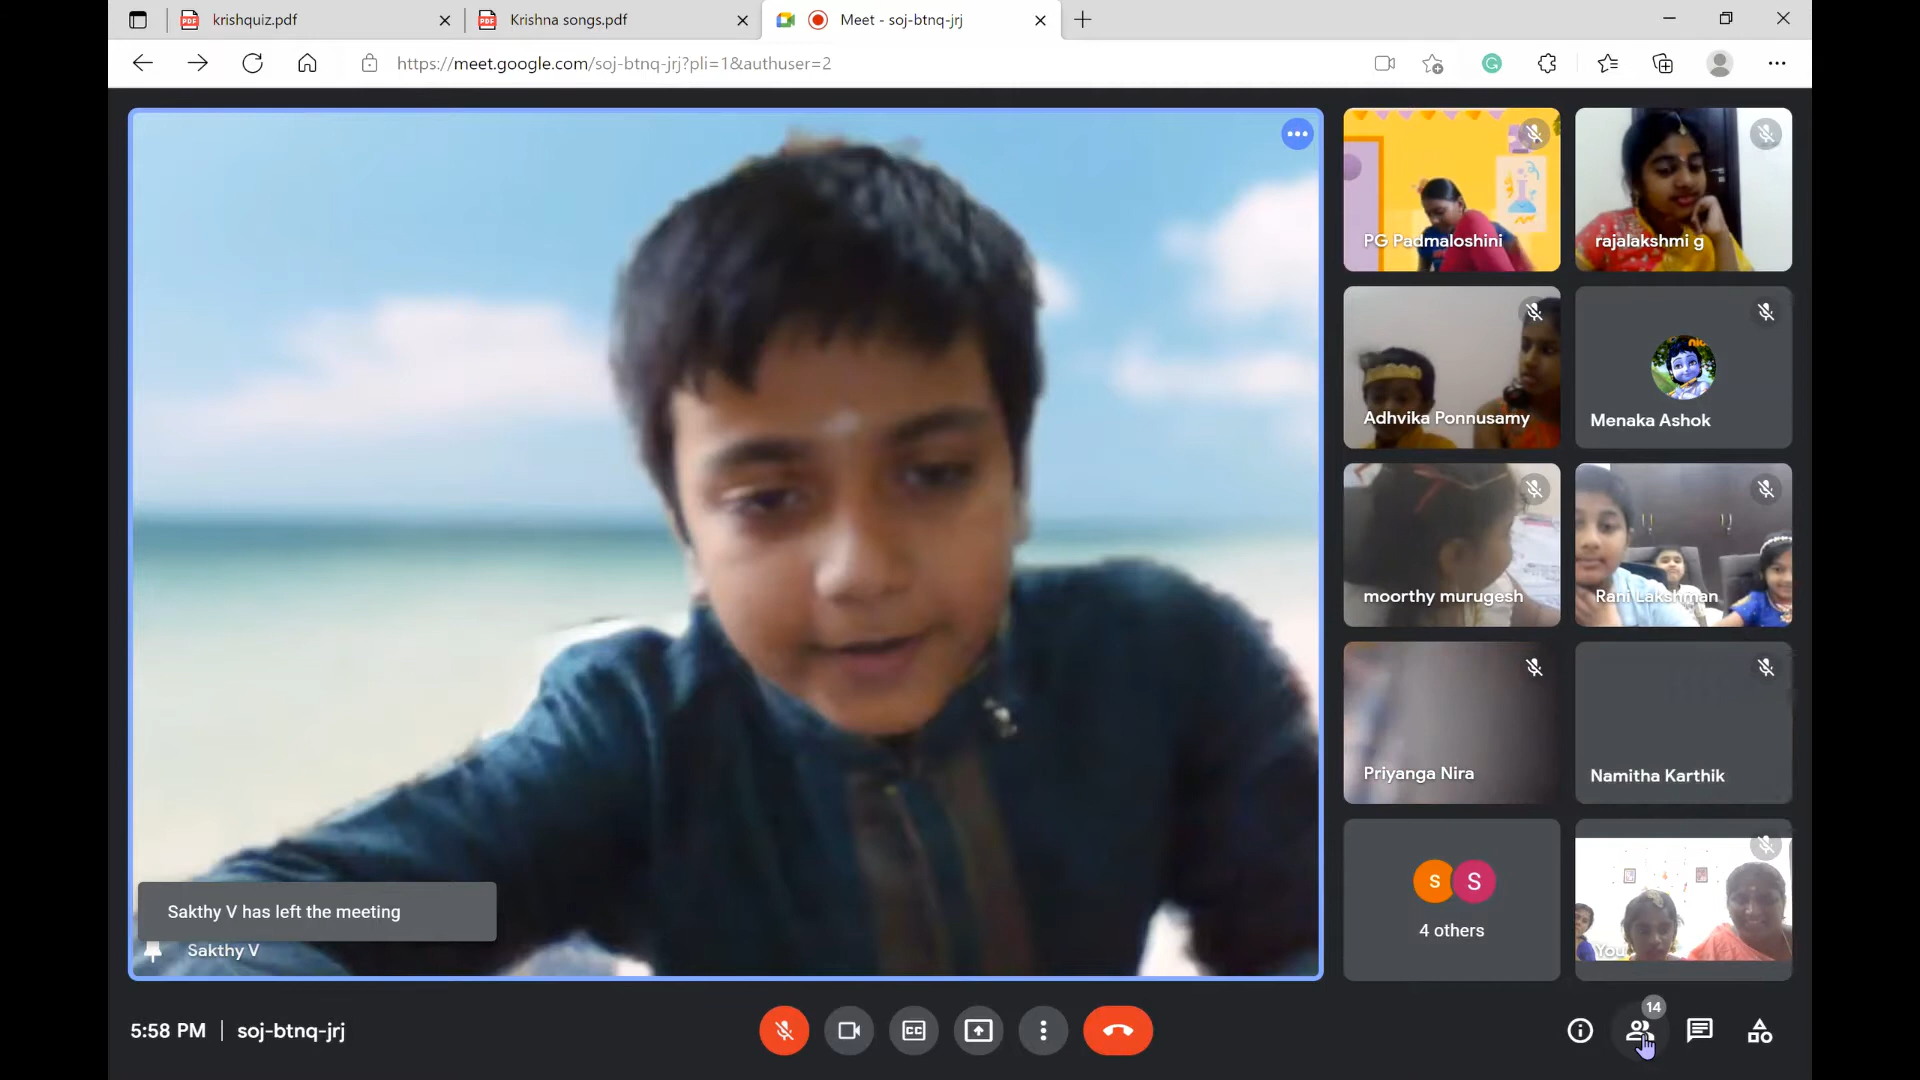 krishquiz.pdf
Krishna songs.pdf
Meet - soj-btnq-jrj
https://meet.google.com/soj-btnq-jrj?pli=1&authuser=2
PG Padmaloshini
rajalakshmi g
Adhvika Ponnusamy
Menaka Ashok
moorthy murugesh
Rani Lakshman
Priyanga Nira
Namitha Karthik
S S
4 others
You
Sakthy V has left the meeting
Sakthy V
5:58 PM | soj-btnq-jrj
CC
14